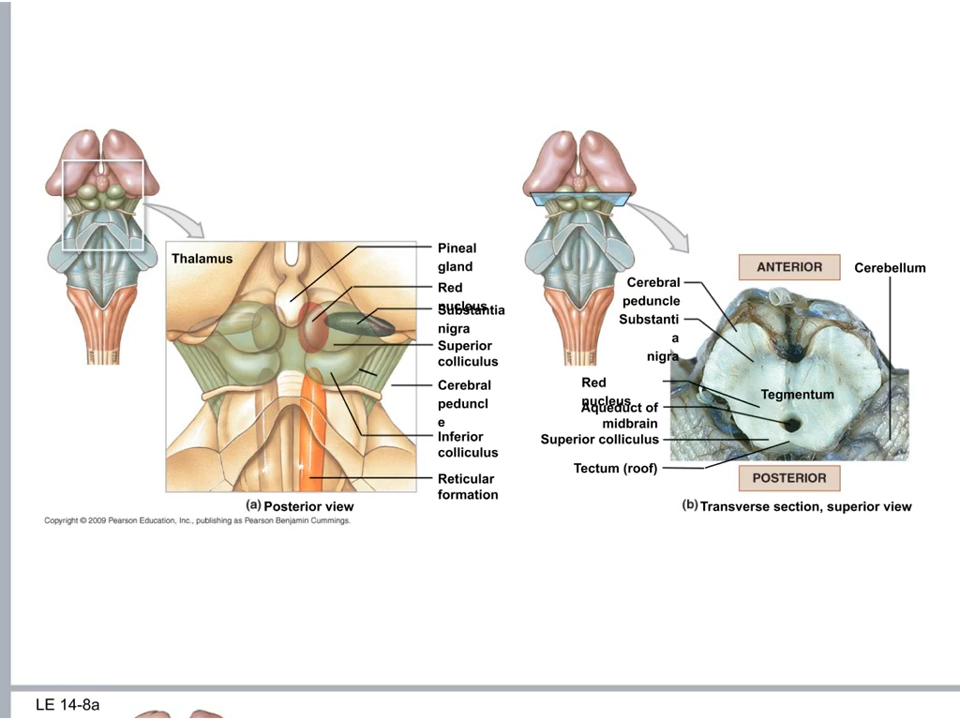 Thalamus
Pineal
gland
Red
nucleus
Substantia
nigra
Superior
colliculus
Cerebral
peduncl
e
Inferior
colliculus
Reticular
formation
(a) Posterior view
Copyright © 2009 Pearson Education, Inc., publishing as Pearson Benjamin Cummings.
ANTERIOR
Cerebellum
Cerebral
peduncle
Substanti
a
nigra
Red
nucleus
Tegmentum
Aqueduct of
midbrain
Superior colliculus
Tectum (roof)
POSTERIOR
(b) Transverse section, superior view
LE 14-8a